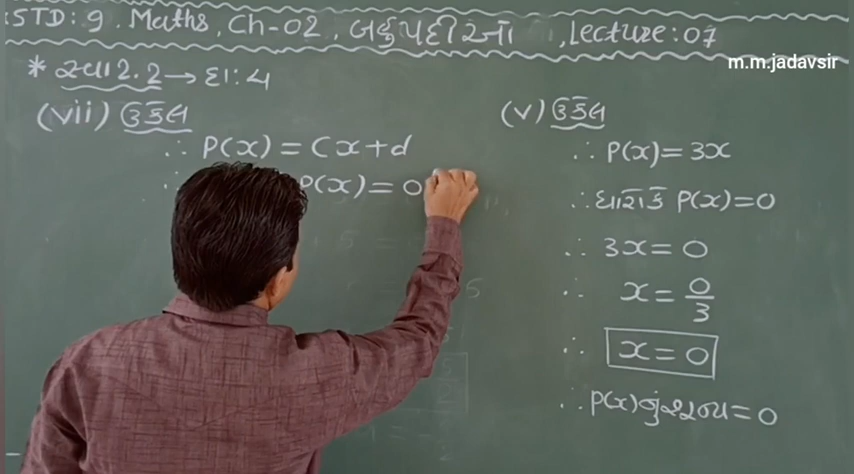 STD: 9. Maths, Ch-02, બહુપદીઓ, Lecture: 07
m.m.jadavsir
* સ્વા 2.2 → દા: 4
(vii) ઉકેલ
∴ P(x) = Cx+d
∴ P(x) = 0
(v) ઉકેલ
∴ P(x) = 3x
∴ ધારો કે P(x) = 0
∴ 3x = 0
∴ x = 0/3
∴ x = 0
∴ P(x) નું શૂન્ય = 0